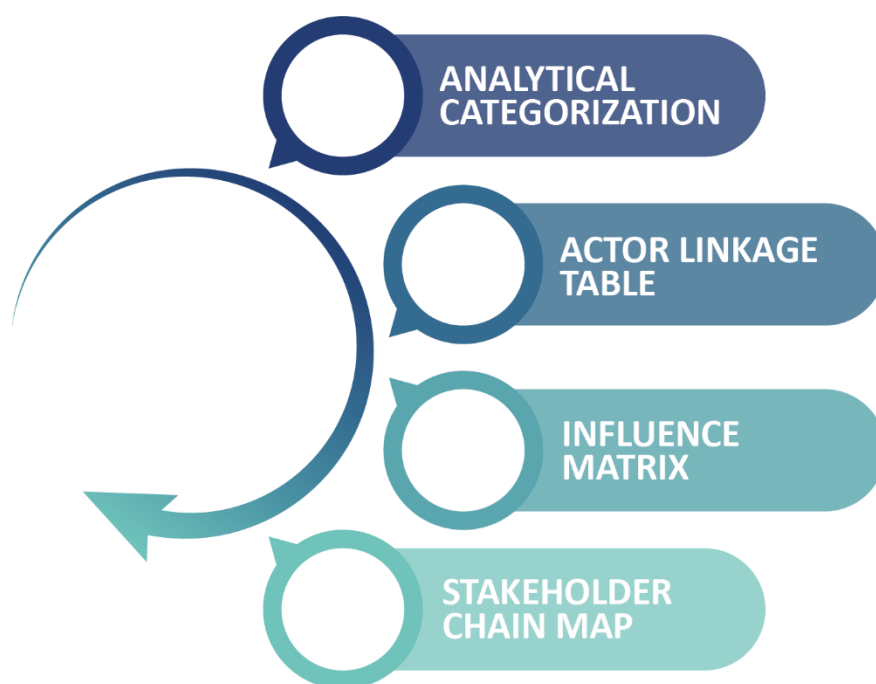 ANALYTICAL
CATEGORIZATION
ACTOR LINKAGE
TABLE
INFLUENCE
MATRIX
STAKEHOLDER
CHAIN MAP